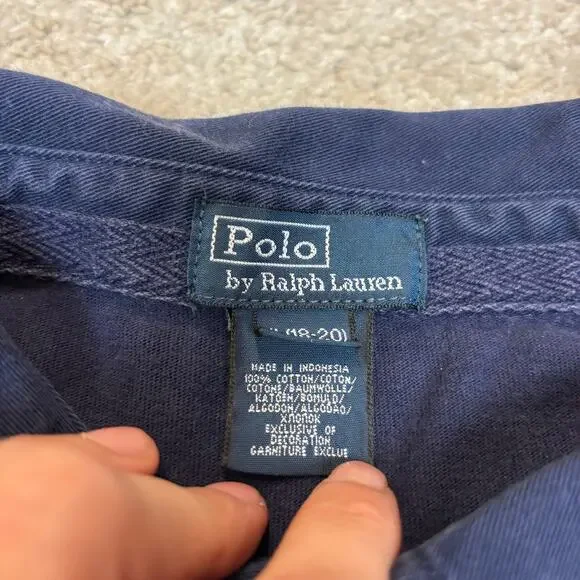 Polo
by Ralph Lauren
(18-20)
MADE IN INDONESIA
100% COTTON/COTON/
COTONE/BAUMWOLLE/
KATOEN/BOMULD/
ALGODON/ALGODAO/
ХЛОПОК
EXCLUSIVE OF
DECORATION
GARNITURE EXCLUE